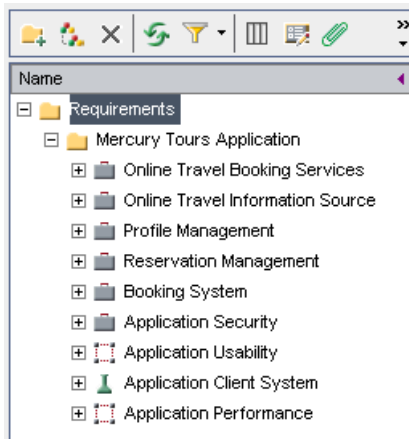 Name
Requirements
Mercury Tours Application
Online Travel Booking Services
Online Travel Information Source
Profile Management
Reservation Management
Booking System
Application Security
Application Usability
Application Client System
Application Performance